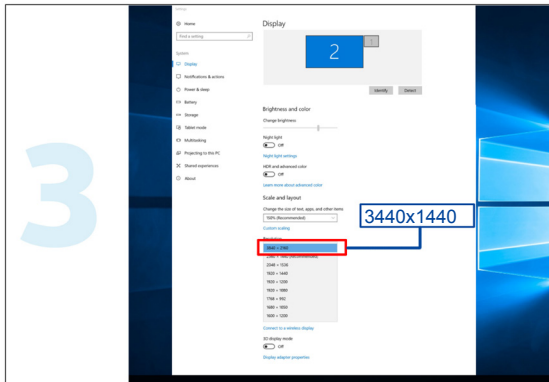 3
Home
Find a setting
System
Display
Notifications & actions
Power & sleep
Battery
Storage
Tablet mode
Multitasking
Projecting to this PC
Shared experiences
About
Display
2
1
Identify
Detect
Brightness and color
Change brightness
Night light
Off
Night light settings
HDR and advanced color
Off
Learn more about advanced color
Scale and layout
Change the size of text, apps, and other items
100% (Recommended)
Custom scaling
3440x1440
2048 × 1536
1920 × 1440
1920 × 1200
1920 × 1080
1680 × 1050
1600 × 1200
Connect to a wireless display
3D display mode
Off
Display adapter properties